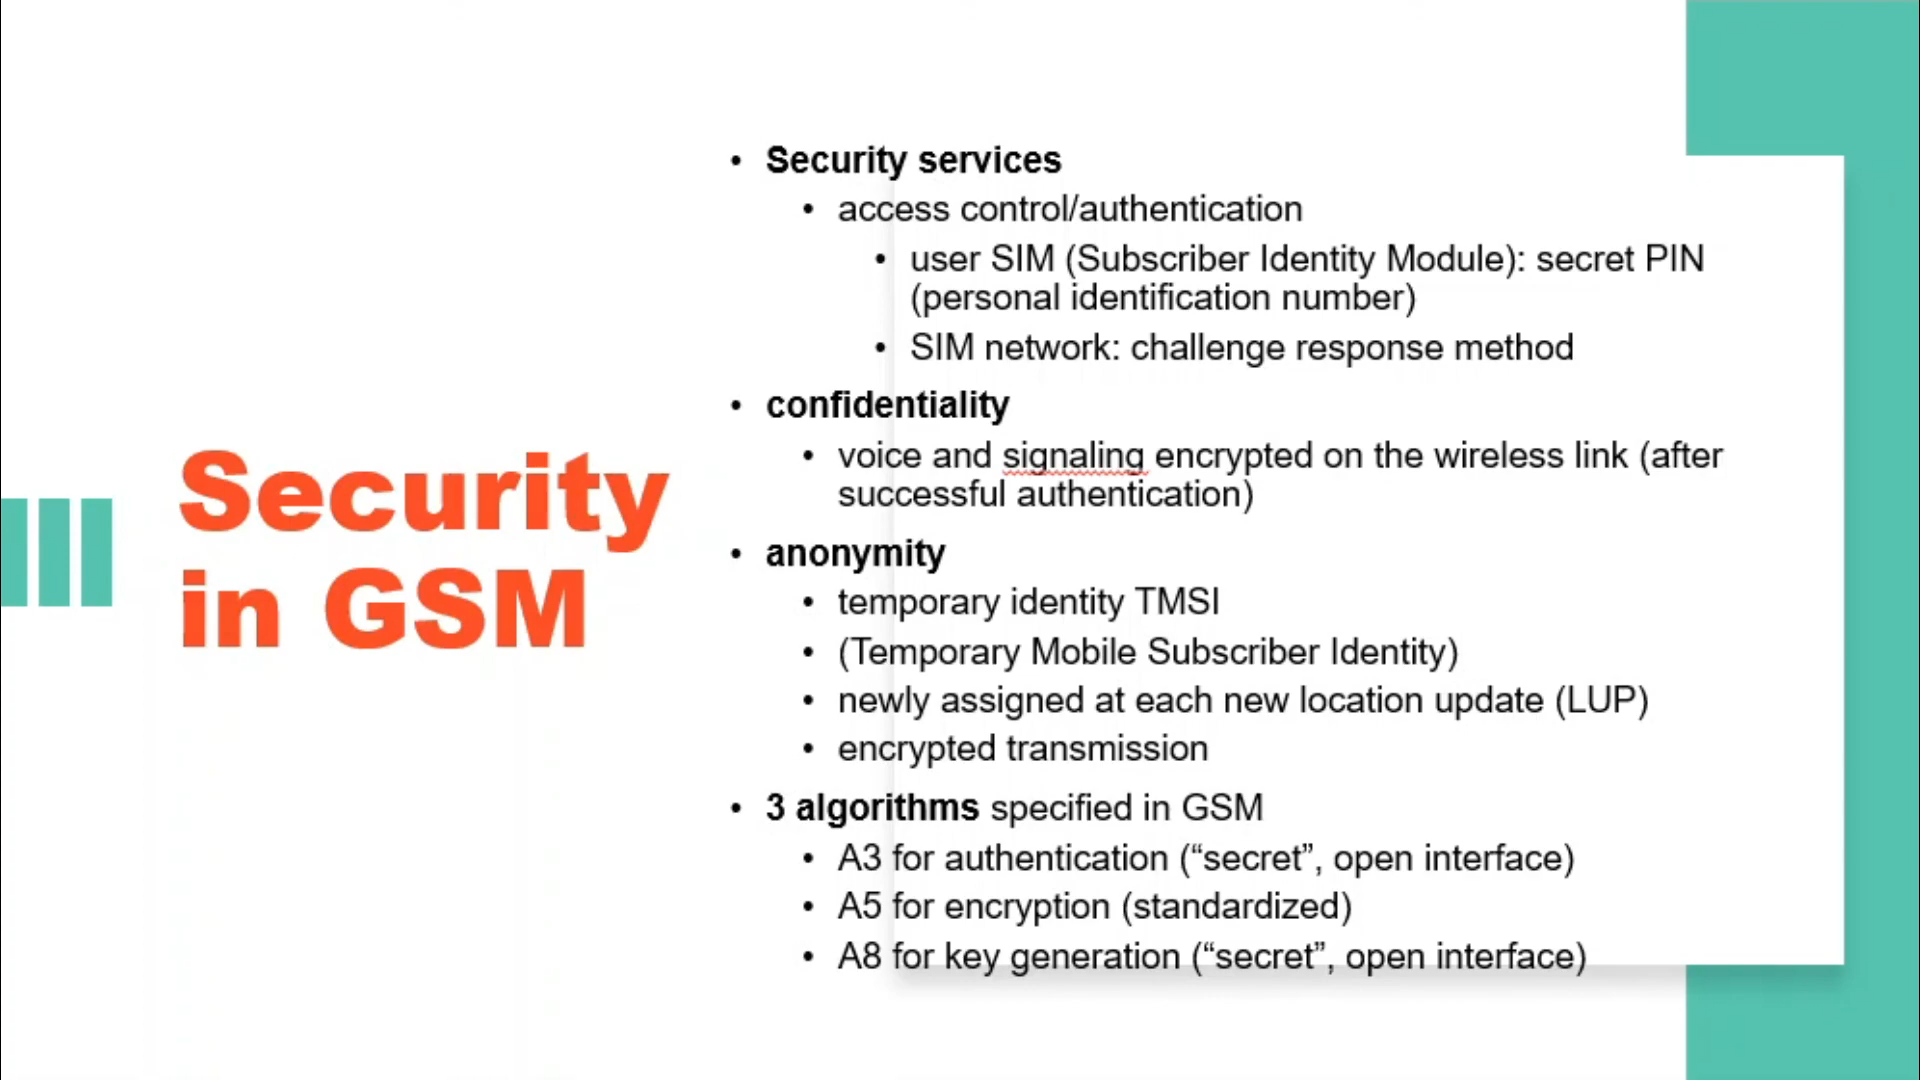 Security
in GSM
• Security services
• access control/authentication
• user SIM (Subscriber Identity Module): secret PIN
(personal identification number)
• SIM network: challenge response method
• confidentiality
• voice and signaling encrypted on the wireless link (after
successful authentication)
• anonymity
• temporary identity TMSI
• (Temporary Mobile Subscriber Identity)
• newly assigned at each new location update (LUP)
• encrypted transmission
• 3 algorithms specified in GSM
• A3 for authentication (“secret”, open interface)
• A5 for encryption (standardized)
• A8 for key generation (“secret”, open interface)